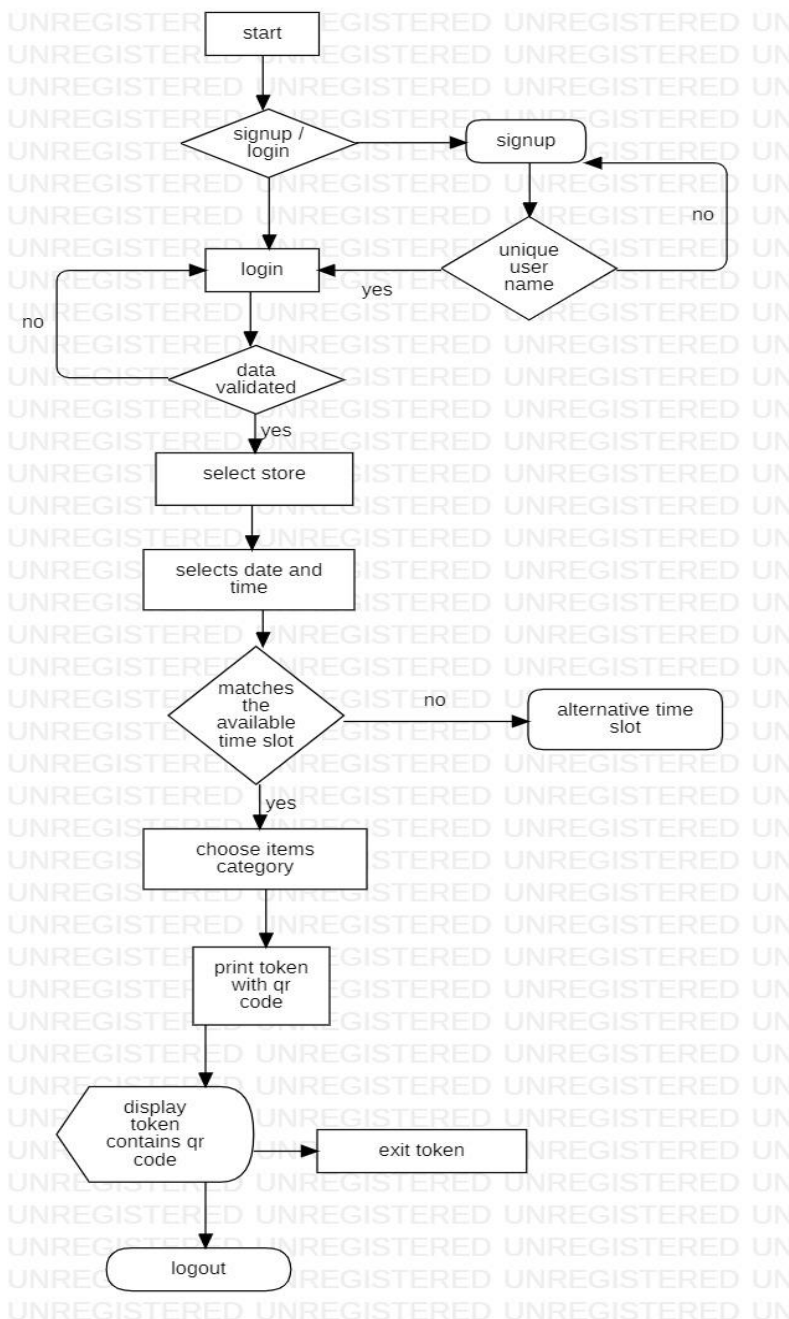 start
signup /
login
signup
unique
user
name
no
login
yes
no
data
validated
yes
select store
selects date and
time
matches
the
available
time slot
no
alternative time
slot
yes
choose items
category
print token
with qr
code
display
token
contains qr
code
exit token
logout
UNREGISTERED